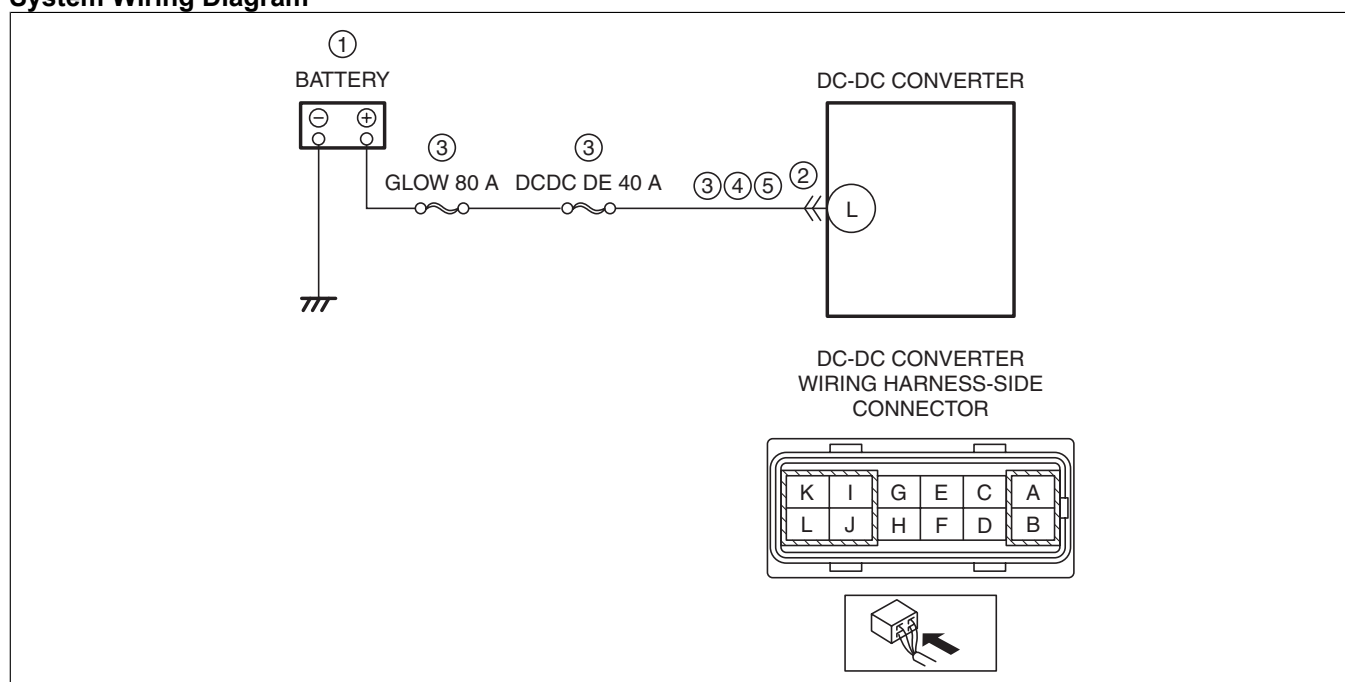 System Wiring Diagram
①
BATTERY
DC-DC CONVERTER
⊖ ⊕
③ ③
GLOW 80 A DCDC DE 40 A
③④⑤ ②
L
DC-DC CONVERTER
WIRING HARNESS-SIDE
CONNECTOR
K I G E C A
L J H F D B